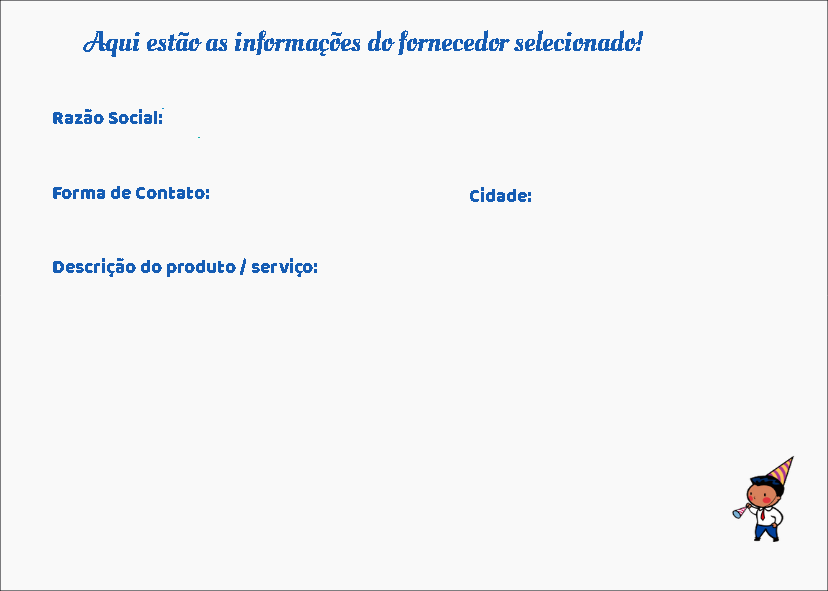 Aqui estão as informações do fornecedor selecionado!
Razão Social:
Forma de Contato:
Cidade:
Descrição do produto / serviço: